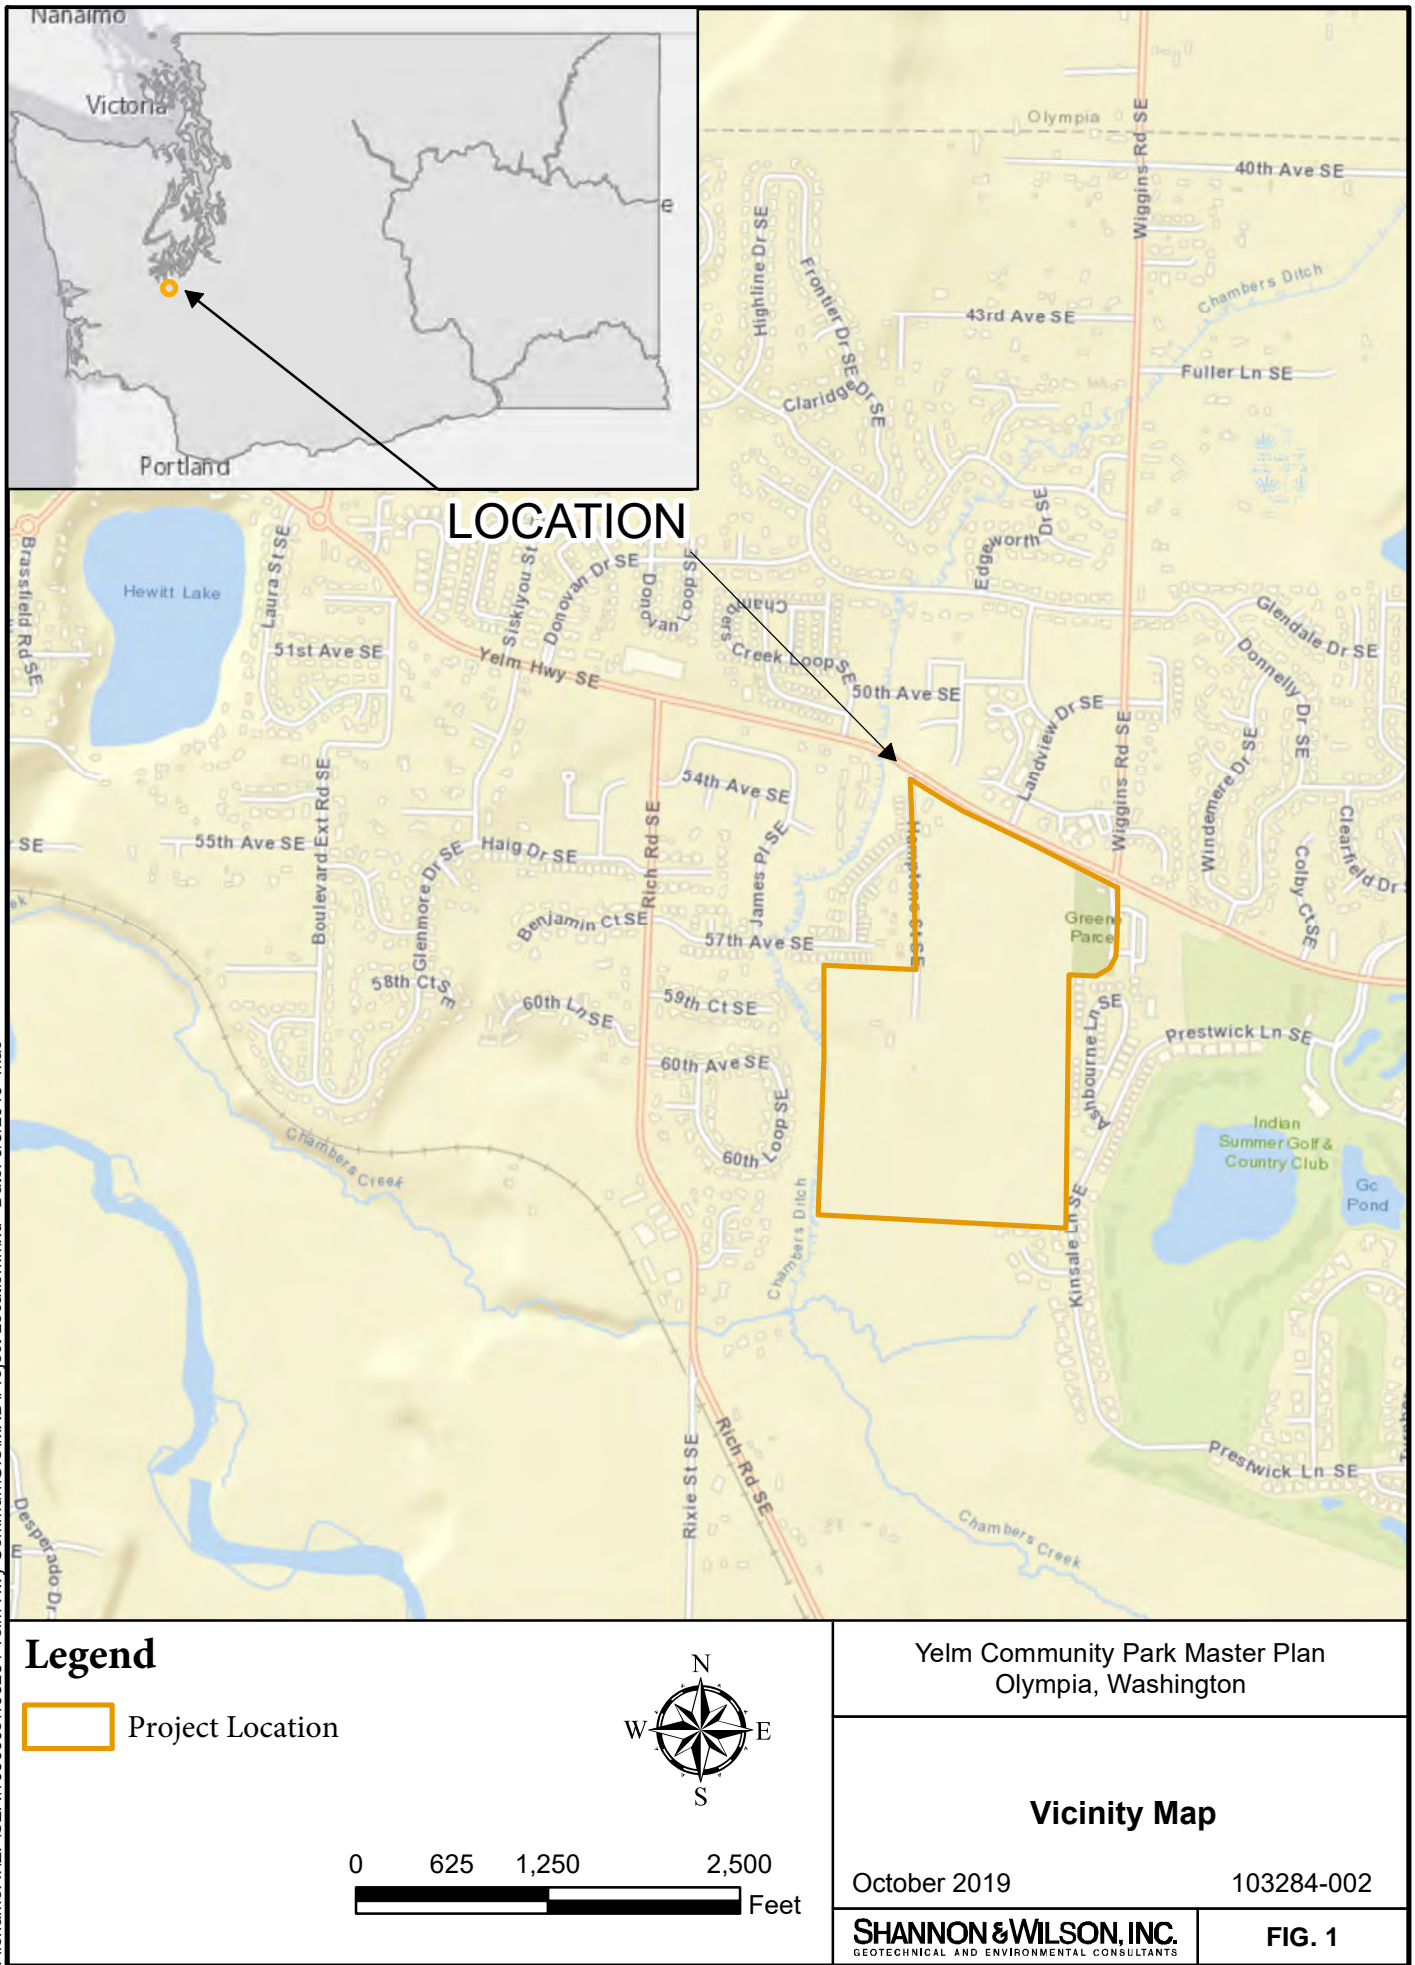 Nanaimo
Victoria
Portland
e
LOCATION
Olympia
Wiggins Rd SE
40th Ave SE
Chambers Ditch
Highline Dr SE
Frontier Dr SE
43rd Ave SE
Fuller Ln SE
Claridge Dr SE
Edgeworth Dr SE
Brassfield Rd SE
Hewitt Lake
Laura St SE
Siskiyou St
Donovan Dr SE
Donovan Loop SE
Chambers Creek Loop SE
51st Ave SE
Yelm Hwy SE
50th Ave SE
Landview Dr SE
Wiggins Rd SE
Glendale Dr SE
Donnelly Dr SE
Windemere Dr SE
Clearfield Dr
Colby Ct SE
54th Ave SE
James Pl SE
Rich Rd SE
SE
55th Ave SE
Boulevard Ext Rd SE
Glenmore Dr SE
Haig Dr SE
Benjamin Ct SE
57th Ave SE
58th Ct SE
60th Ln SE
59th Ct SE
60th Ave SE
60th Loop SE
Green
Parce
Ashbourne Ln SE
Prestwick Ln SE
Indian
Summer Golf &
Country Club
Gc
Pond
Kinsale Ln SE
Chambers Ditch
Chambers Creek
Rixie St SE
Rich Rd SE
Prestwick Ln SE
Chambers Creek
Desperado Dr
E
Legend
Project Location
N
W
E
S
0 625 1,250 2,500
Feet
Yelm Community Park Master Plan
Olympia, Washington
Vicinity Map
October 2019
103284-002
SHANNON & WILSON, INC.
GEOTECHNICAL AND ENVIRONMENTAL CONSULTANTS
FIG. 1